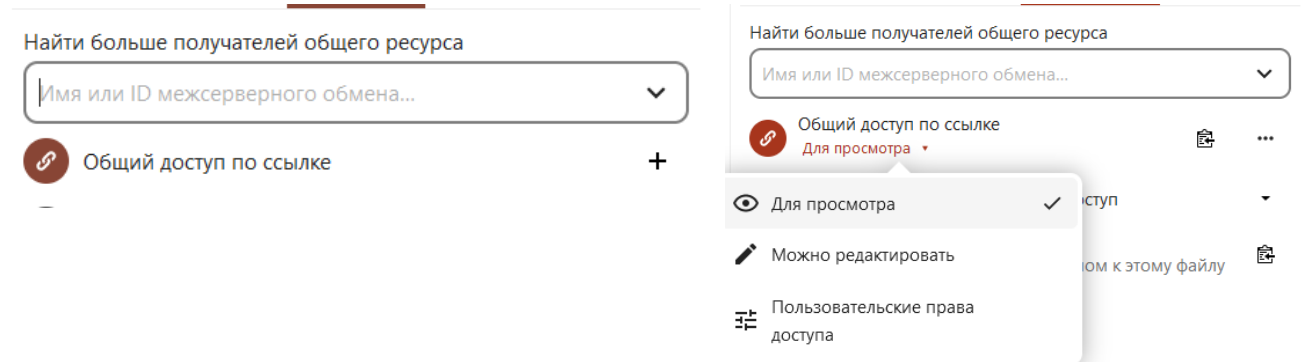 Найти больше получателей общего ресурса
Имя или ID межсерверного обмена...
Общий доступ по ссылке
Найти больше получателей общего ресурса
Имя или ID межсерверного обмена...
Общий доступ по ссылке
Для просмотра
Для просмотра
Можно редактировать
ом к этому файлу
Пользовательские права
доступа